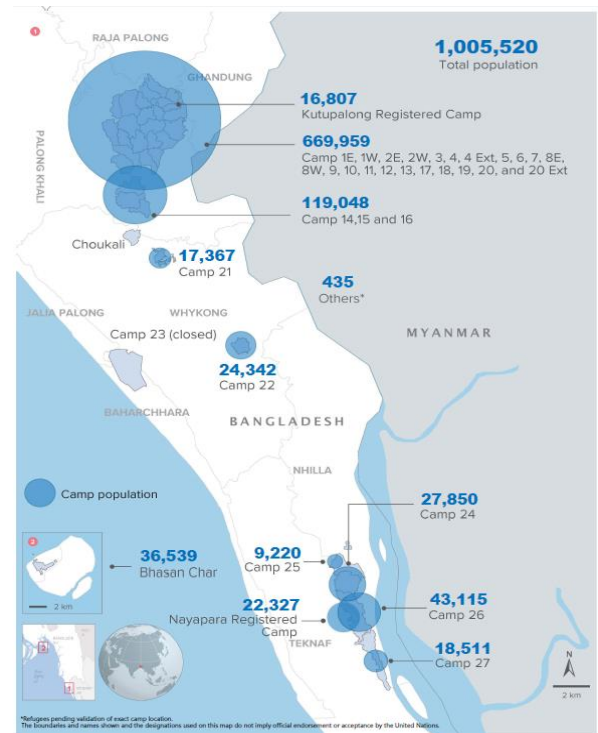 1
RAJA PALONG
1,005,520
Total population
GHANDUNG
16,807
Kutupalong Registered Camp
PALONG KHALI
669,959
Camp 1E, 1W, 2E, 2W, 3, 4, 4 Ext, 5, 6, 7, 8E,
8W, 9, 10, 11, 12, 13, 17, 18, 19, 20, and 20 Ext
119,048
Camp 14,15 and 16
Choukali
17,367
Camp 21
435
Others*
JALIA PALONG
WHYKONG
Camp 23 (closed)
MYANMAR
24,342
Camp 22
BAHARCHHARA
BANGLADESH
NHILLA
Camp population
27,850
Camp 24
2
36,539
Bhasan Char
2 km
9,220
Camp 25
22,327
Nayapara Registered
Camp
43,115
Camp 26
TEKNAF
18,511
Camp 27
2
1
N
2 km
*Refugees pending validation of exact camp location.
The boundaries and names shown and the designations used on this map do not imply official endorsement or acceptance by the United Nations.